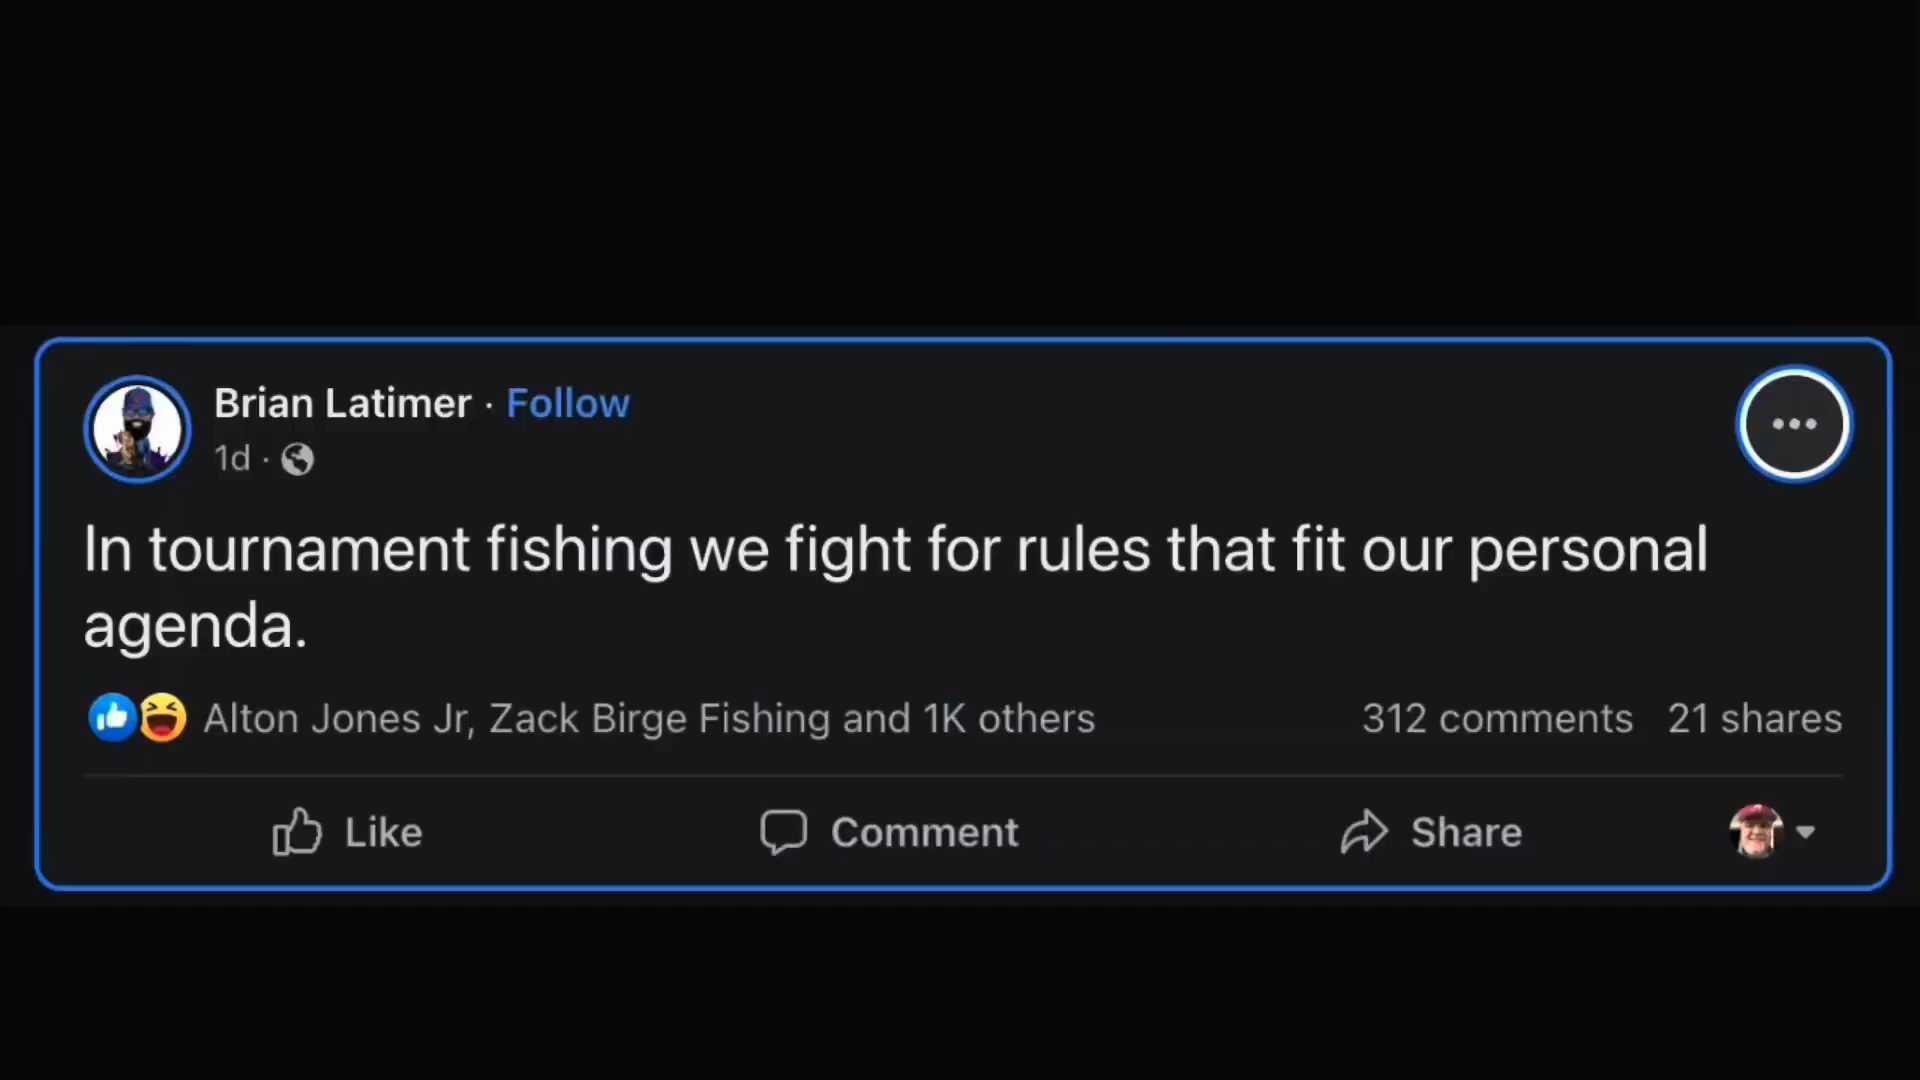 Brian Latimer · Follow
1d ·
In tournament fishing we fight for rules that fit our personal
agenda.
Alton Jones Jr, Zack Birge Fishing and 1K others 312 comments 21 shares
Like Comment Share